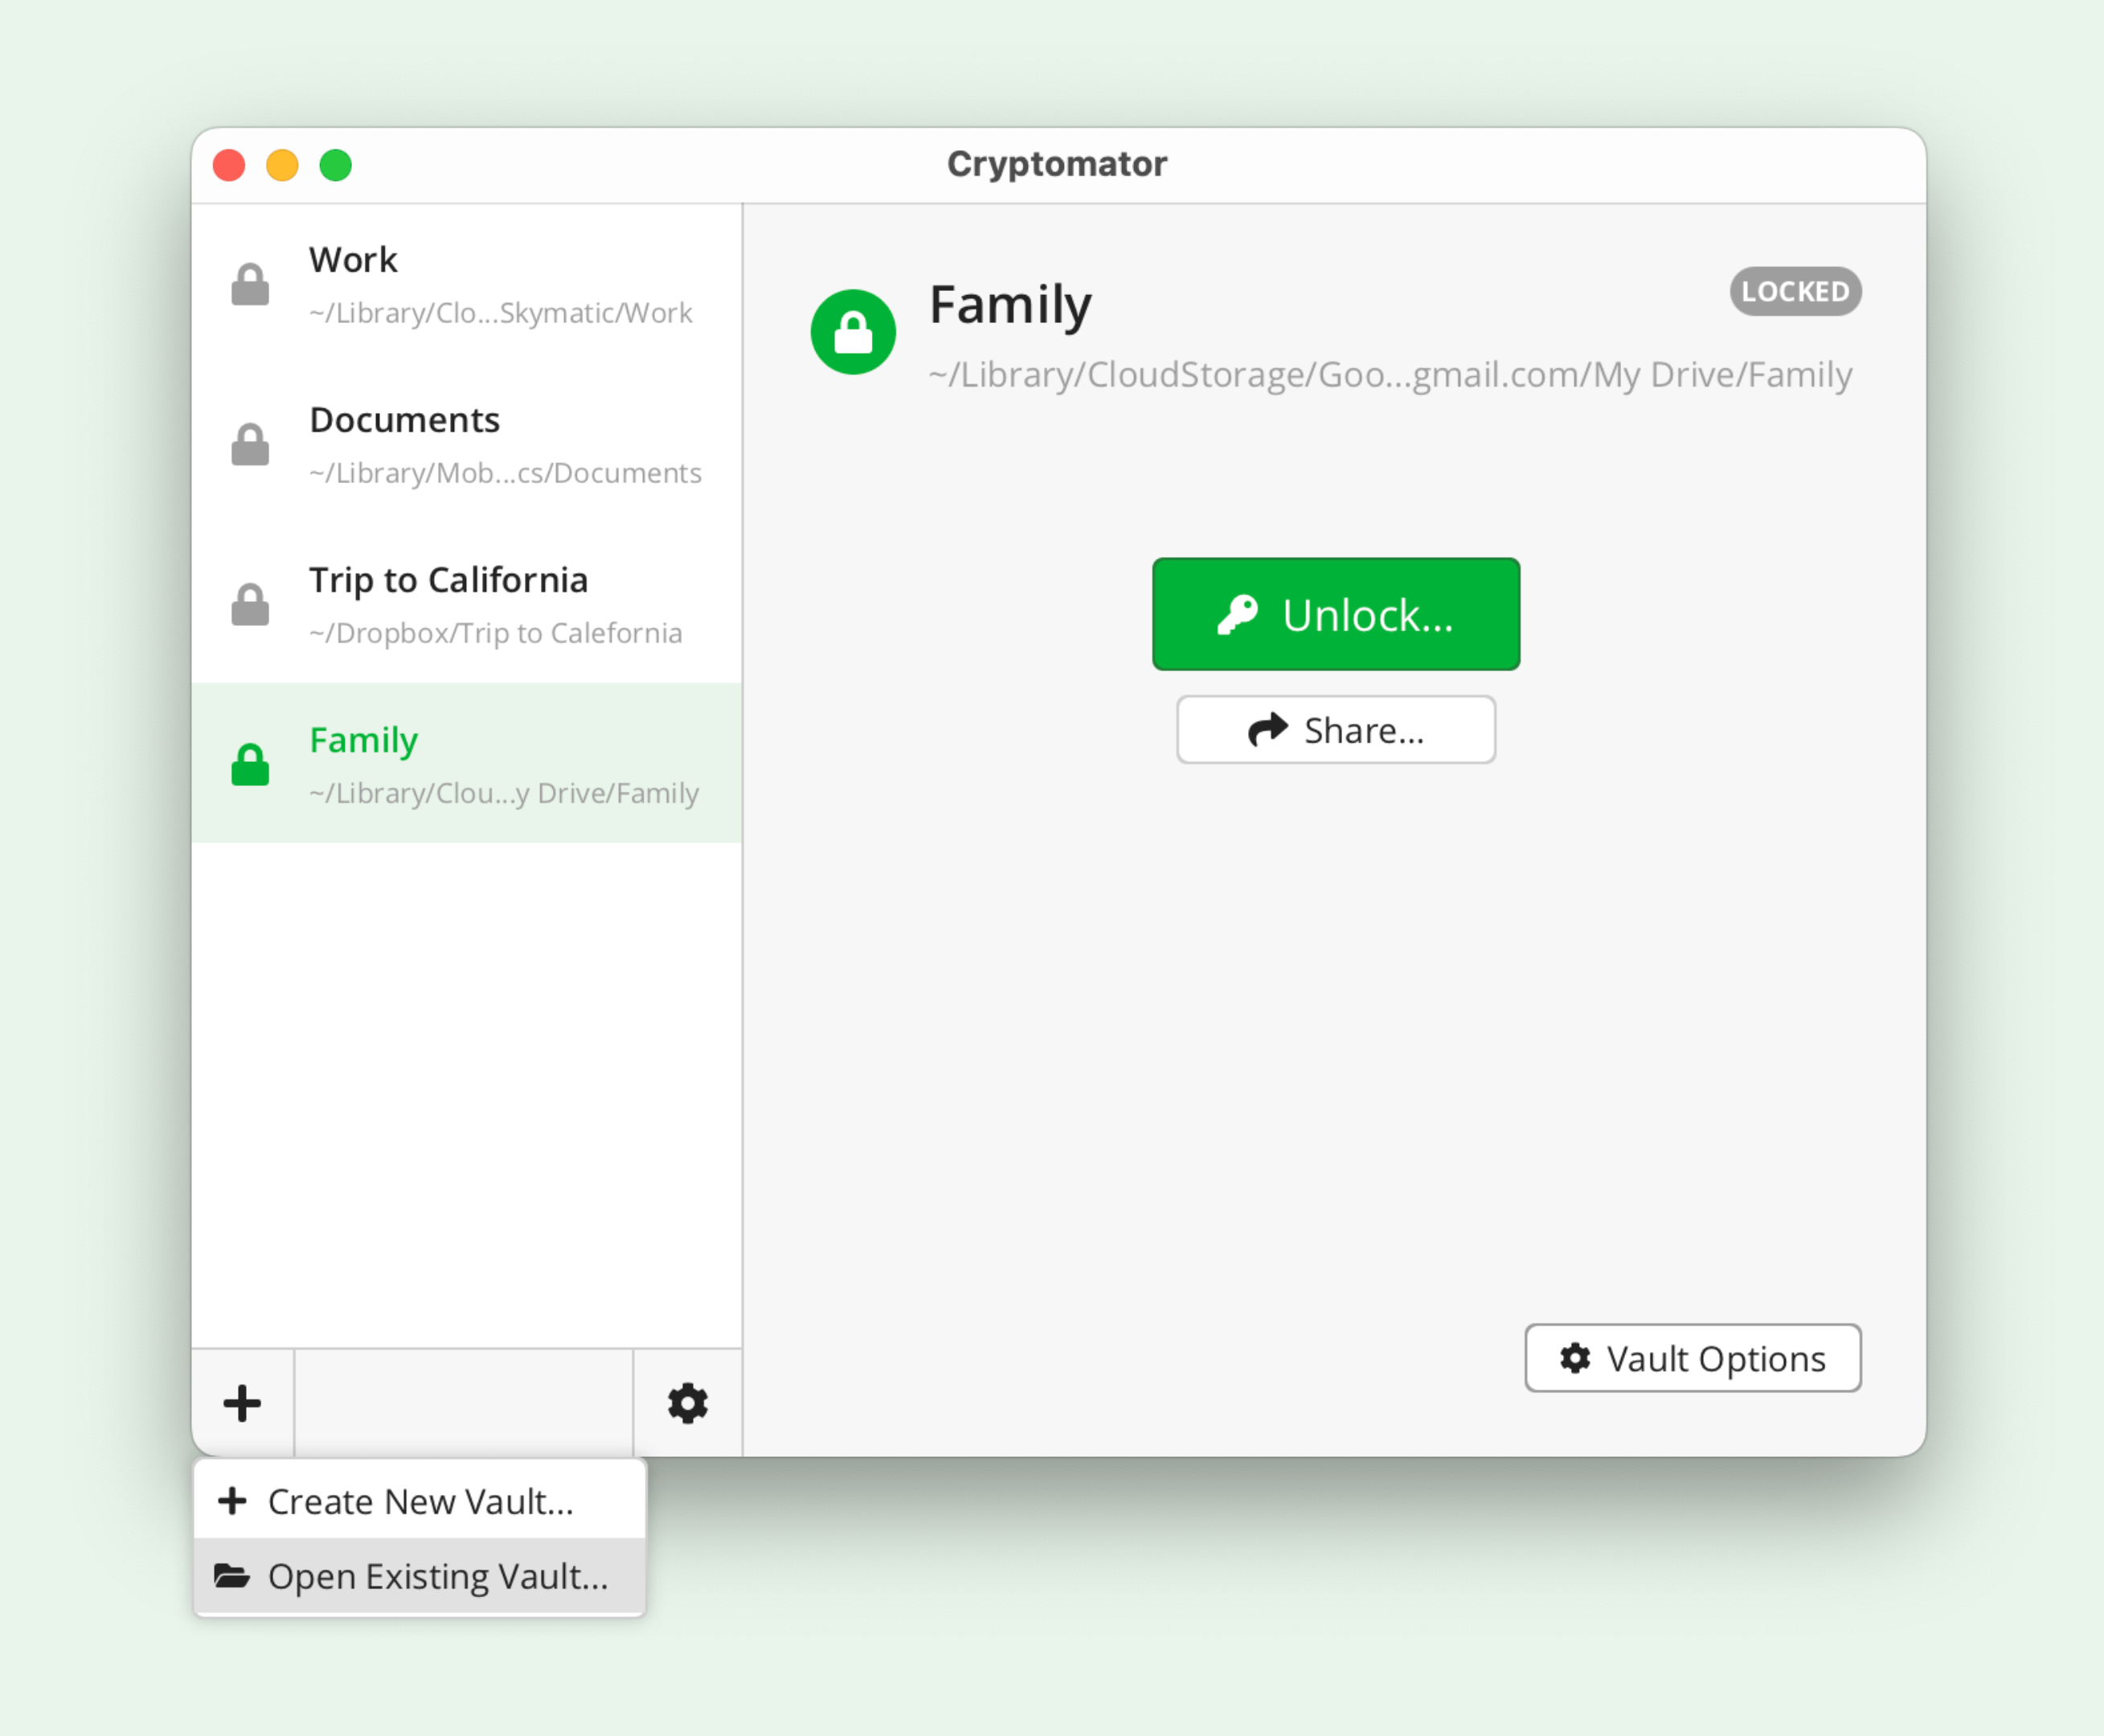 Cryptomator
Work
~/Library/Clo...Skymatic/Work
Documents
~/Library/Mob...cs/Documents
Trip to California
~/Dropbox/Trip to Calefornia
Family
~/Library/Clou...y Drive/Family
Family
LOCKED
~/Library/CloudStorage/Goo...gmail.com/My Drive/Family
Unlock...
Share...
Vault Options
Create New Vault...
Open Existing Vault...